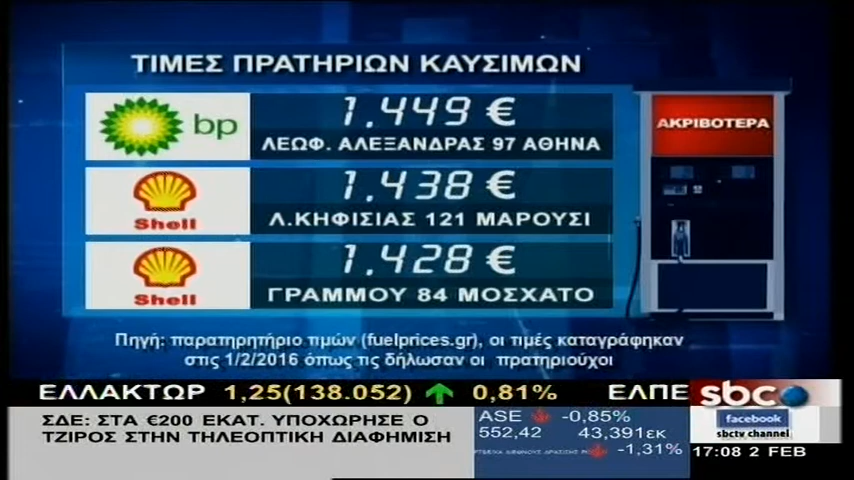 ΤΙΜΕΣ ΠΡΑΤΗΡΙΩΝ ΚΑΥΣΙΜΩΝ
bp
1.449 €
ΛΕΩΦ. ΑΛΕΞΑΝΔΡΑΣ 97 ΑΘΗΝΑ
ΑΚΡΙΒΟΤΕΡΑ
Shell
1.438 €
Λ.ΚΗΦΙΣΙΑΣ 121 ΜΑΡΟΥΣΙ
Shell
1.428 €
ΓΡΑΜΜΟΥ 84 ΜΟΣΧΑΤΟ
Πηγή: παρατηρητήριο τιμών (fuelprices.gr), οι τιμές καταγράφηκαν
στις 1/2/2016 όπως τις δήλωσαν οι πρατηριούχοι
ΕΛΛΑΚΤΩΡ 1,25(138.052) 0,81% ΕΛΠΕ
sbc
facebook
sbctv channel
ΣΔΕ: ΣΤΑ €200 ΕΚΑΤ. ΥΠΟΧΩΡΗΣΕ Ο
ΤΖΙΡΟΣ ΣΤΗΝ ΤΗΛΕΟΠΤΙΚΗ ΔΙΑΦΗΜΙΣΗ
ASE -0,85%
552,42 43,391εκ
-1,31%
17:08 2 FEB